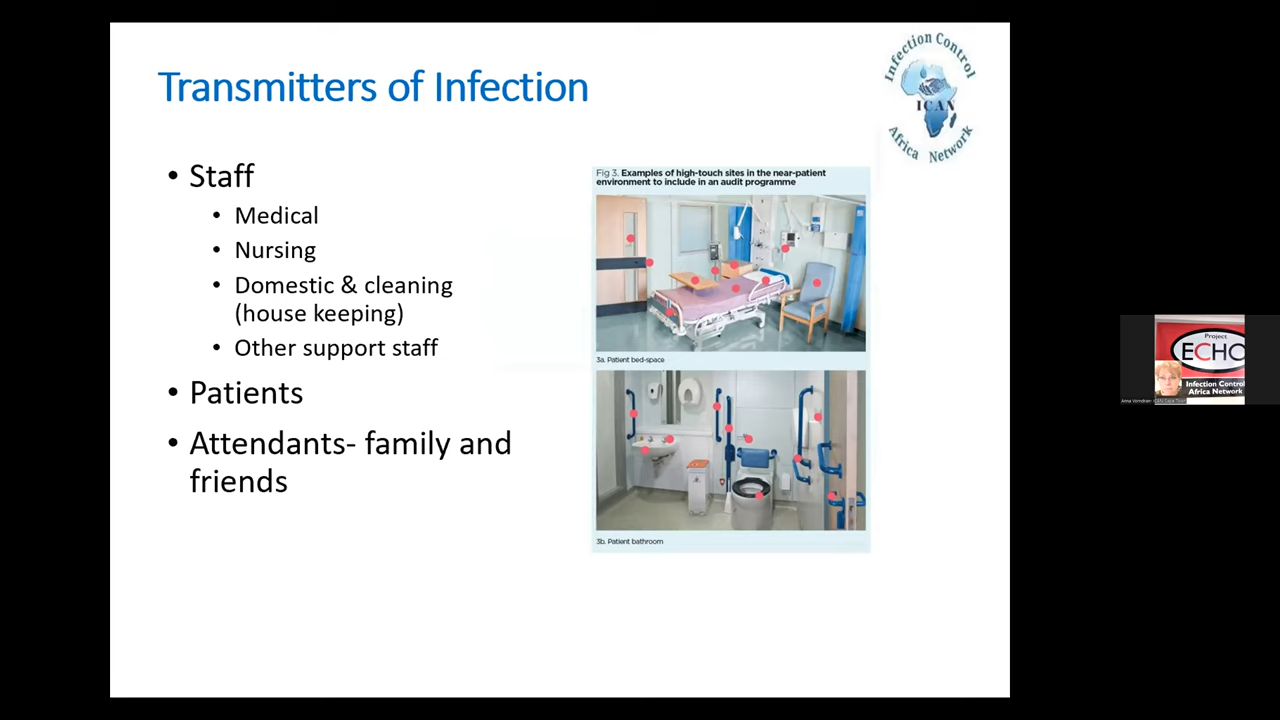 Transmitters of Infection
Infection Control
ICAN
Africa Network
• Staff
• Medical
• Nursing
• Domestic & cleaning
(house keeping)
• Other support staff
• Patients
• Attendants- family and
friends
Fig 3. Examples of high-touch sites in the near-patient
environment to include in an audit programme
3a. Patient bed-space
3b. Patient bathroom
Project
ECHO
Infection Control
Africa Network